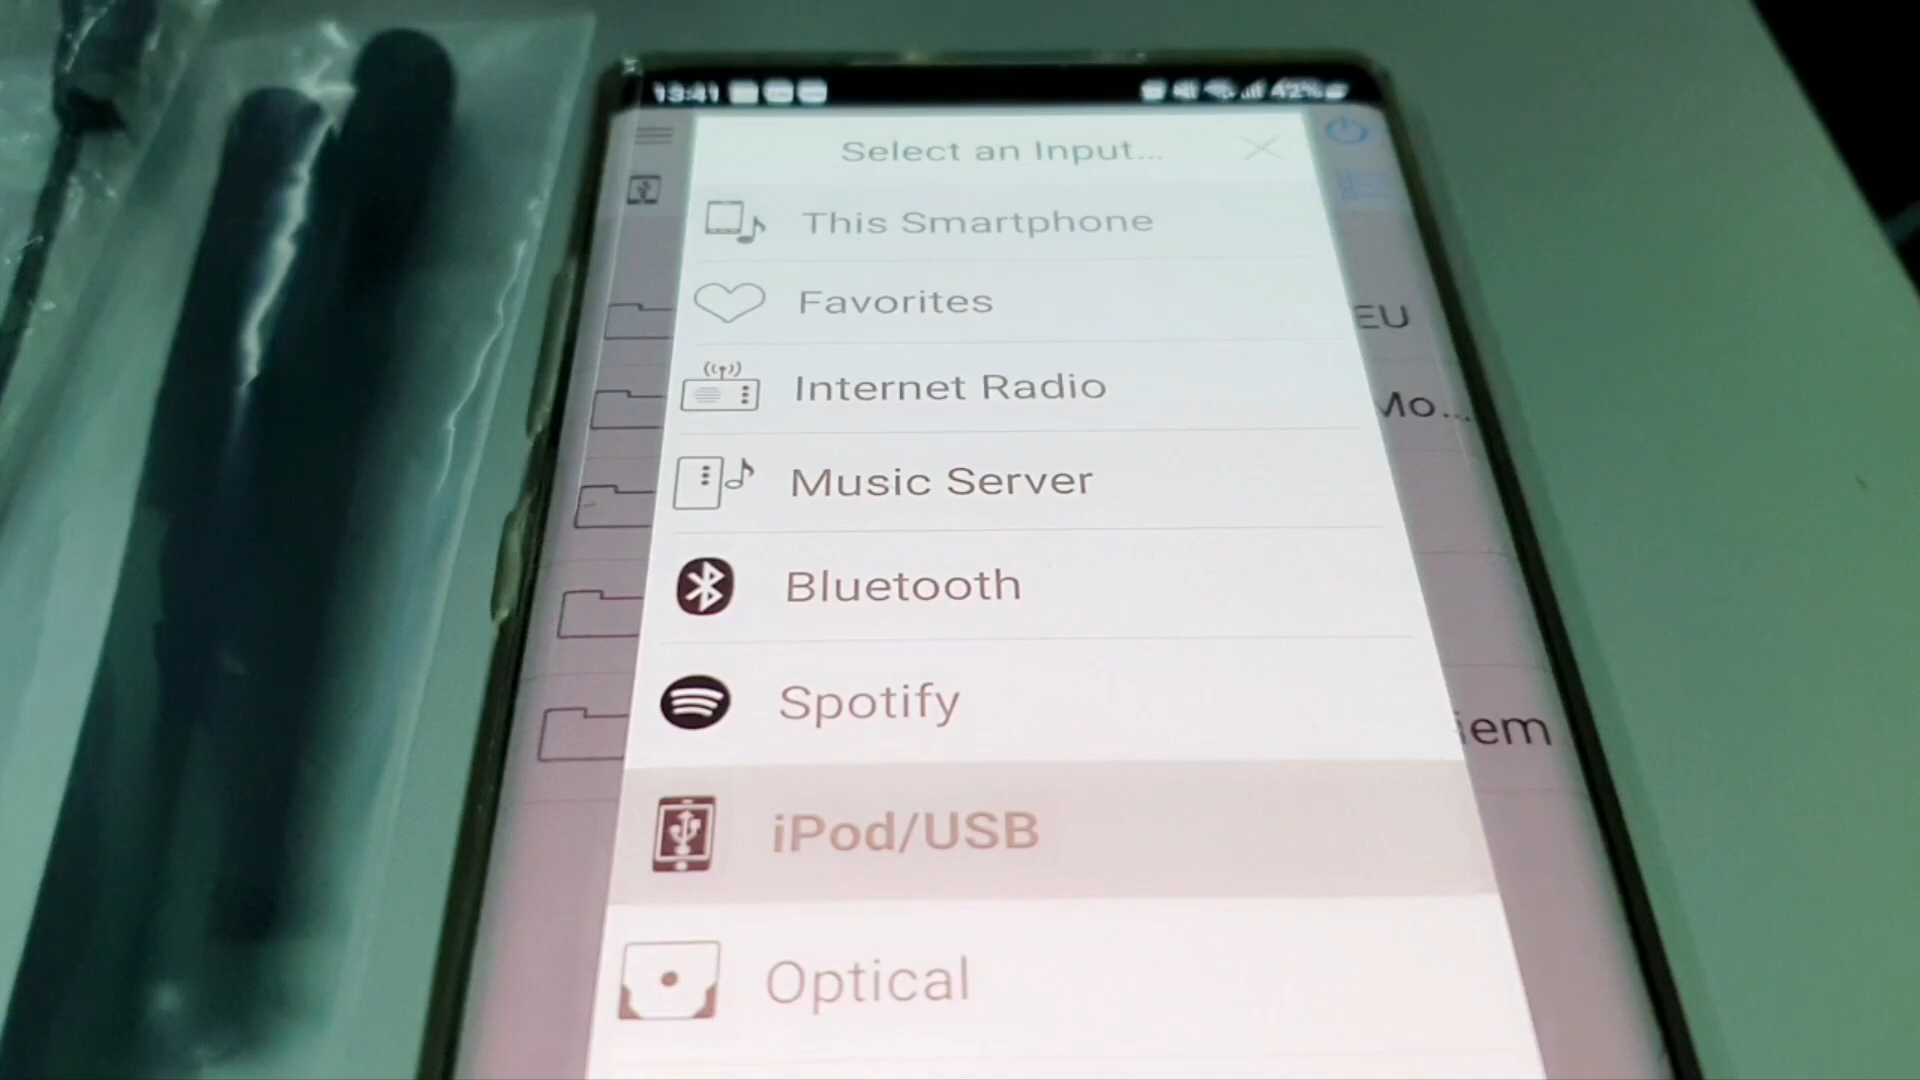 13:41
42%
Select an Input...
This Smartphone
Favorites
EU
Internet Radio
Mo...
Music Server
Bluetooth
Spotify
iem
iPod/USB
Optical